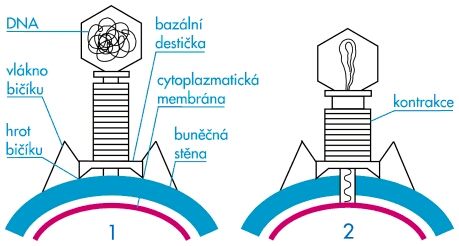 DNA
bazální
destička
vlákno
bičíku
cytoplazmatická
membrána
hrot
bičíku
buněčná
stěna
1
kontrakce
2